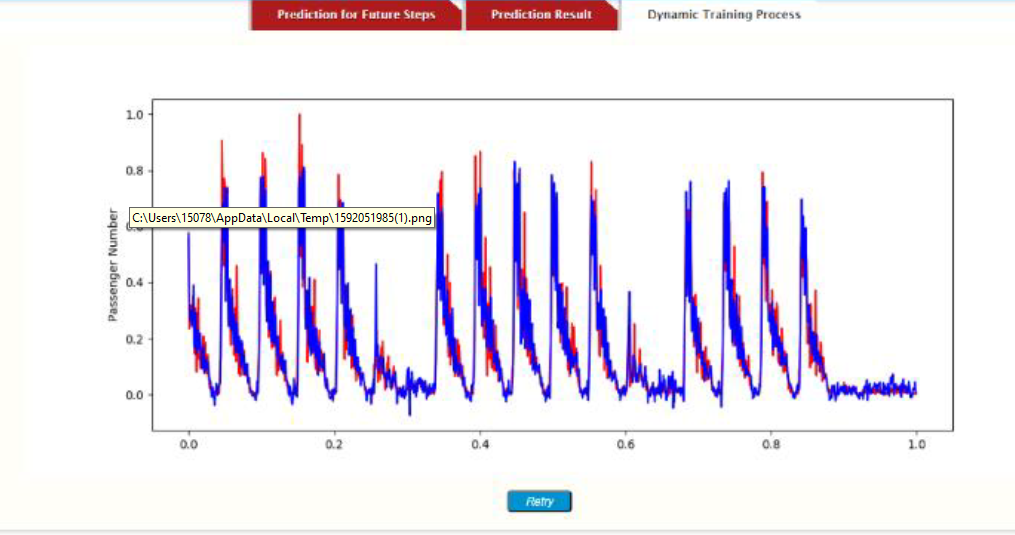 Prediction for Future Steps
Prediction Result
Dynamic Training Process
1.0
0.8
C:\Users\15078\AppData\Local\Temp\1592051985(1).png
0.4
0.2
0.0
Passenger Number
0.0 0.2 0.4 0.6 0.8 1.0
Retry